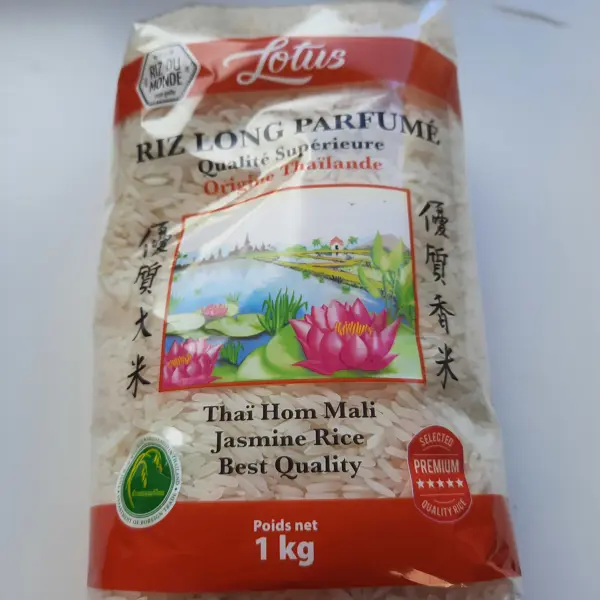 Lotus
RIZ DU
MONDE
RIZ LONG PARFUMÉ
Qualité Supérieure
Origine Thaïlande
優質大米
優質香米
Thaï Hom Mali
Jasmine Rice
Best Quality
SELECTED
PREMIUM
QUALITY RICE
Poids net
1 kg